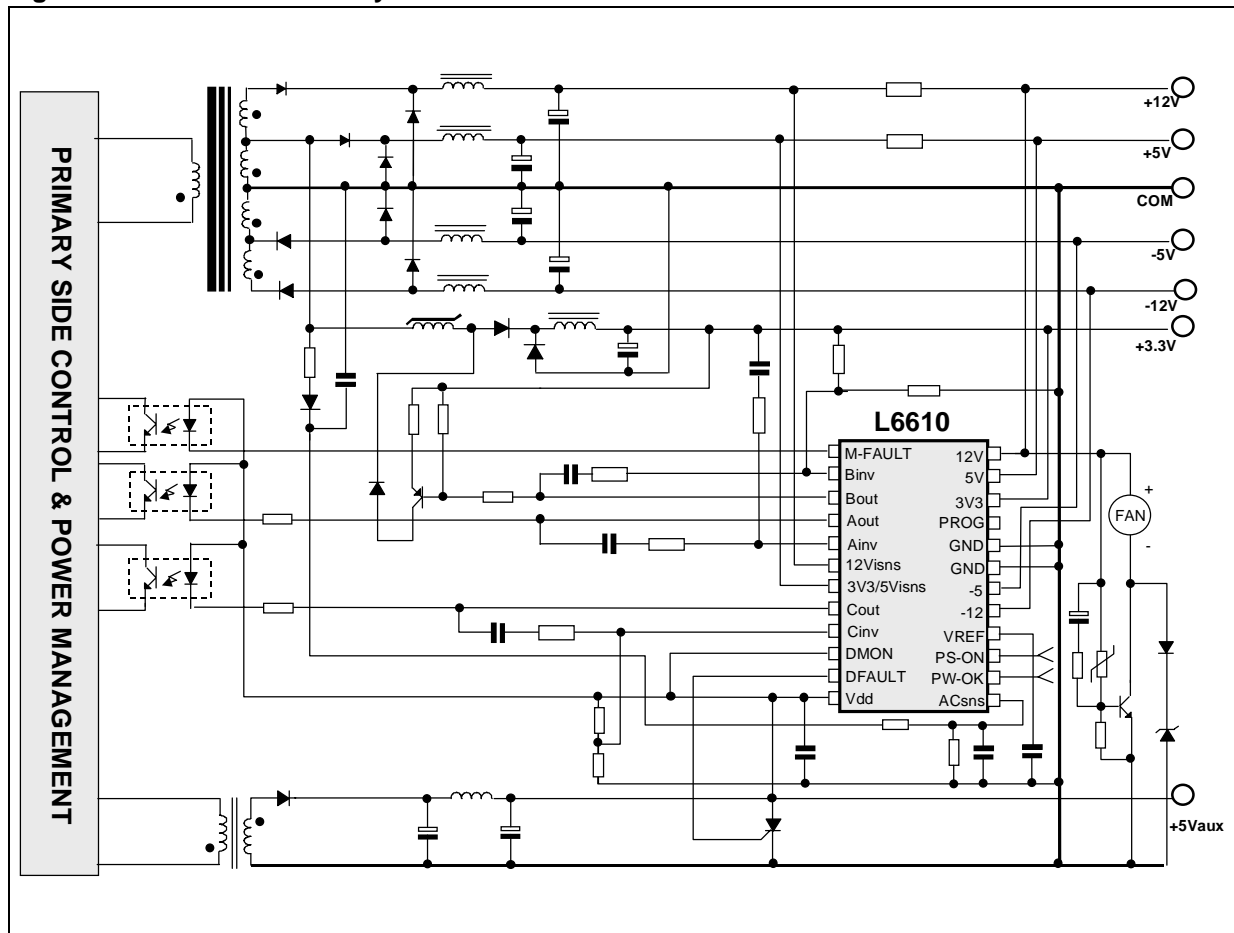 +12V
+5V
COM
-5V
-12V
+3.3V
PRIMARY SIDE CONTROL & POWER MANAGEMENT
L6610
M-FAULT
Binv
Bout
Aout
Ainv
12Visns
3V3/5Visns
Cout
Cinv
DMON
DFAULT
Vdd
12V
5V
3V3
PROG
GND
GND
-5
-12
VREF
PS-ON
PW-OK
ACsns
+
FAN
-
+5Vaux